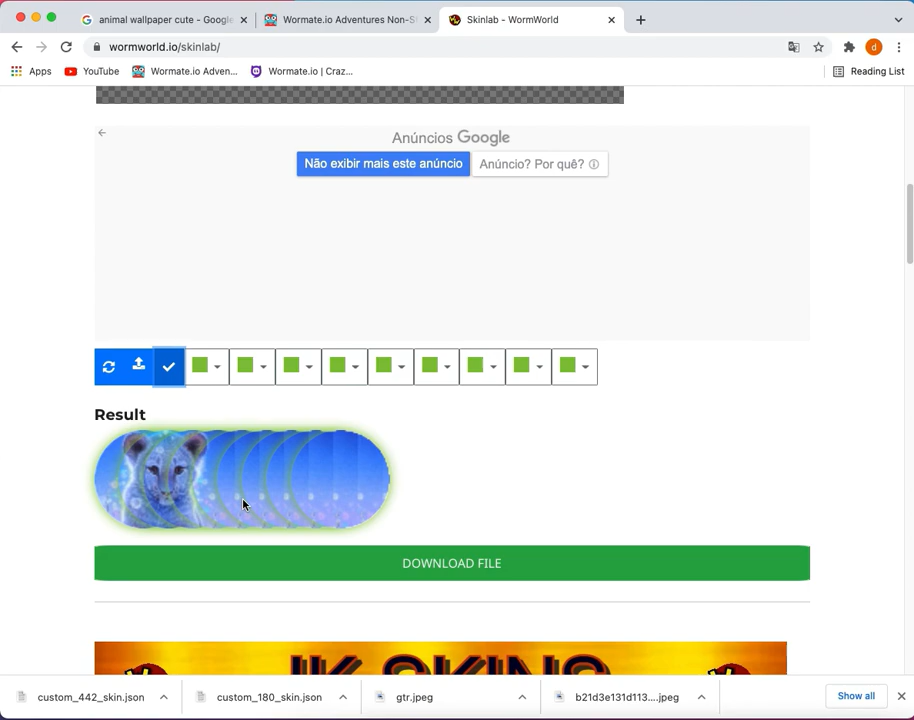 animal wallpaper cute - Google
Wormate.io Adventures Non-S
Skinlab - WormWorld
wormworld.io/skinlab/
d
Apps
YouTube
Wormate.io Adven...
Wormate.io | Craz...
Reading List
Anúncios Google
Não exibir mais este anúncio
Anúncio? Por quê?
Result
DOWNLOAD FILE
JK SKINS
custom_442_skin.json
custom_180_skin.json
gtr.jpeg
b21d3e131d113....jpeg
Show all